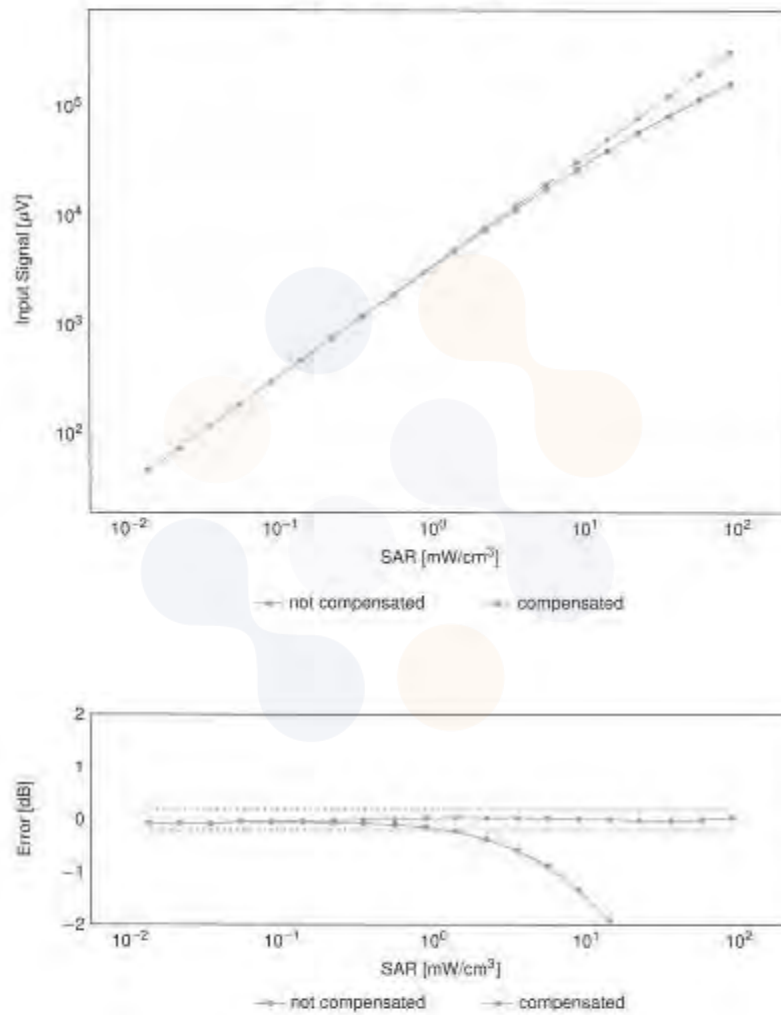 10⁵
10⁴
10³
10²
Input Signal [µV]
10⁻² 10⁻¹ 10⁰ 10¹ 10²
SAR [mW/cm³]
not compensated compensated
2
1
0
−1
−2
Error [dB]
10⁻² 10⁻¹ 10⁰ 10¹ 10²
SAR [mW/cm³]
not compensated compensated